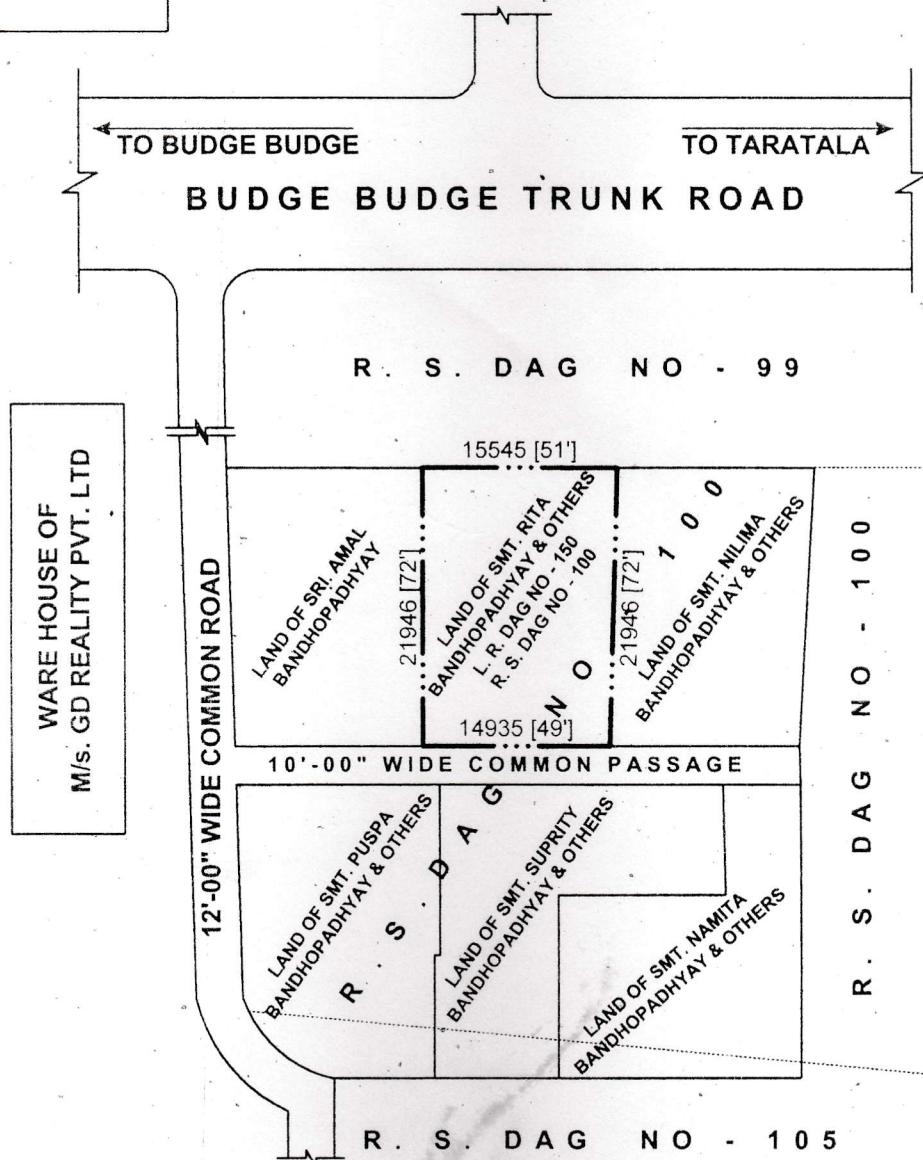 TO BUDGE BUDGE
TO TARATALA
BUDGE BUDGE TRUNK ROAD
R. S. DAG NO - 99
WARE HOUSE OF
M/s. GD REALITY PVT. LTD
12'-00" WIDE COMMON ROAD
15545 [51']
LAND OF SRI. AMAL
BANDHOPADHYAY
21946 [72']
LAND OF SMT. RITA
BANDHOPADHYAY & OTHERS
L. R. DAG NO - 150
R. S. DAG NO - 100
21946 [72']
14935 [49']
LAND OF SMT. NILIMA
BANDHOPADHYAY & OTHERS
R. S. DAG NO - 100
10'-00" WIDE COMMON PASSAGE
R. S. DAG NO 100
LAND OF SMT. PUSPA
BANDHOPADHYAY & OTHERS
LAND OF SMT. SUPRITY
BANDHOPADHYAY & OTHERS
LAND OF SMT. NAMITA
BANDHOPADHYAY & OTHERS
R. S. DAG NO - 105